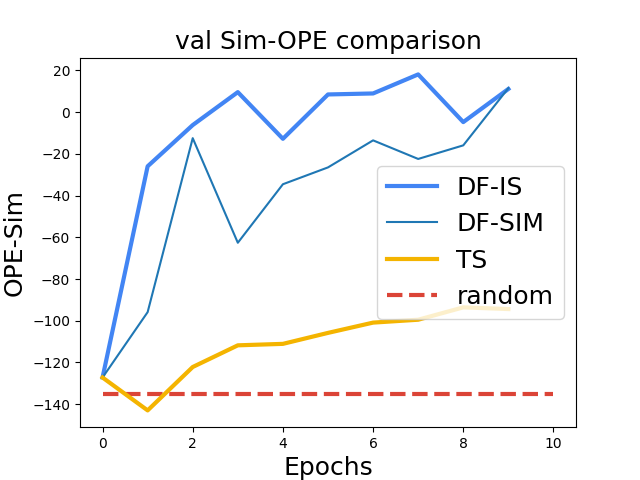 val Sim-OPE comparison
OPE-Sim
20
0
−20
−40
−60
−80
−100
−120
−140
DF-IS
DF-SIM
TS
random
0 2 4 6 8 10
Epochs